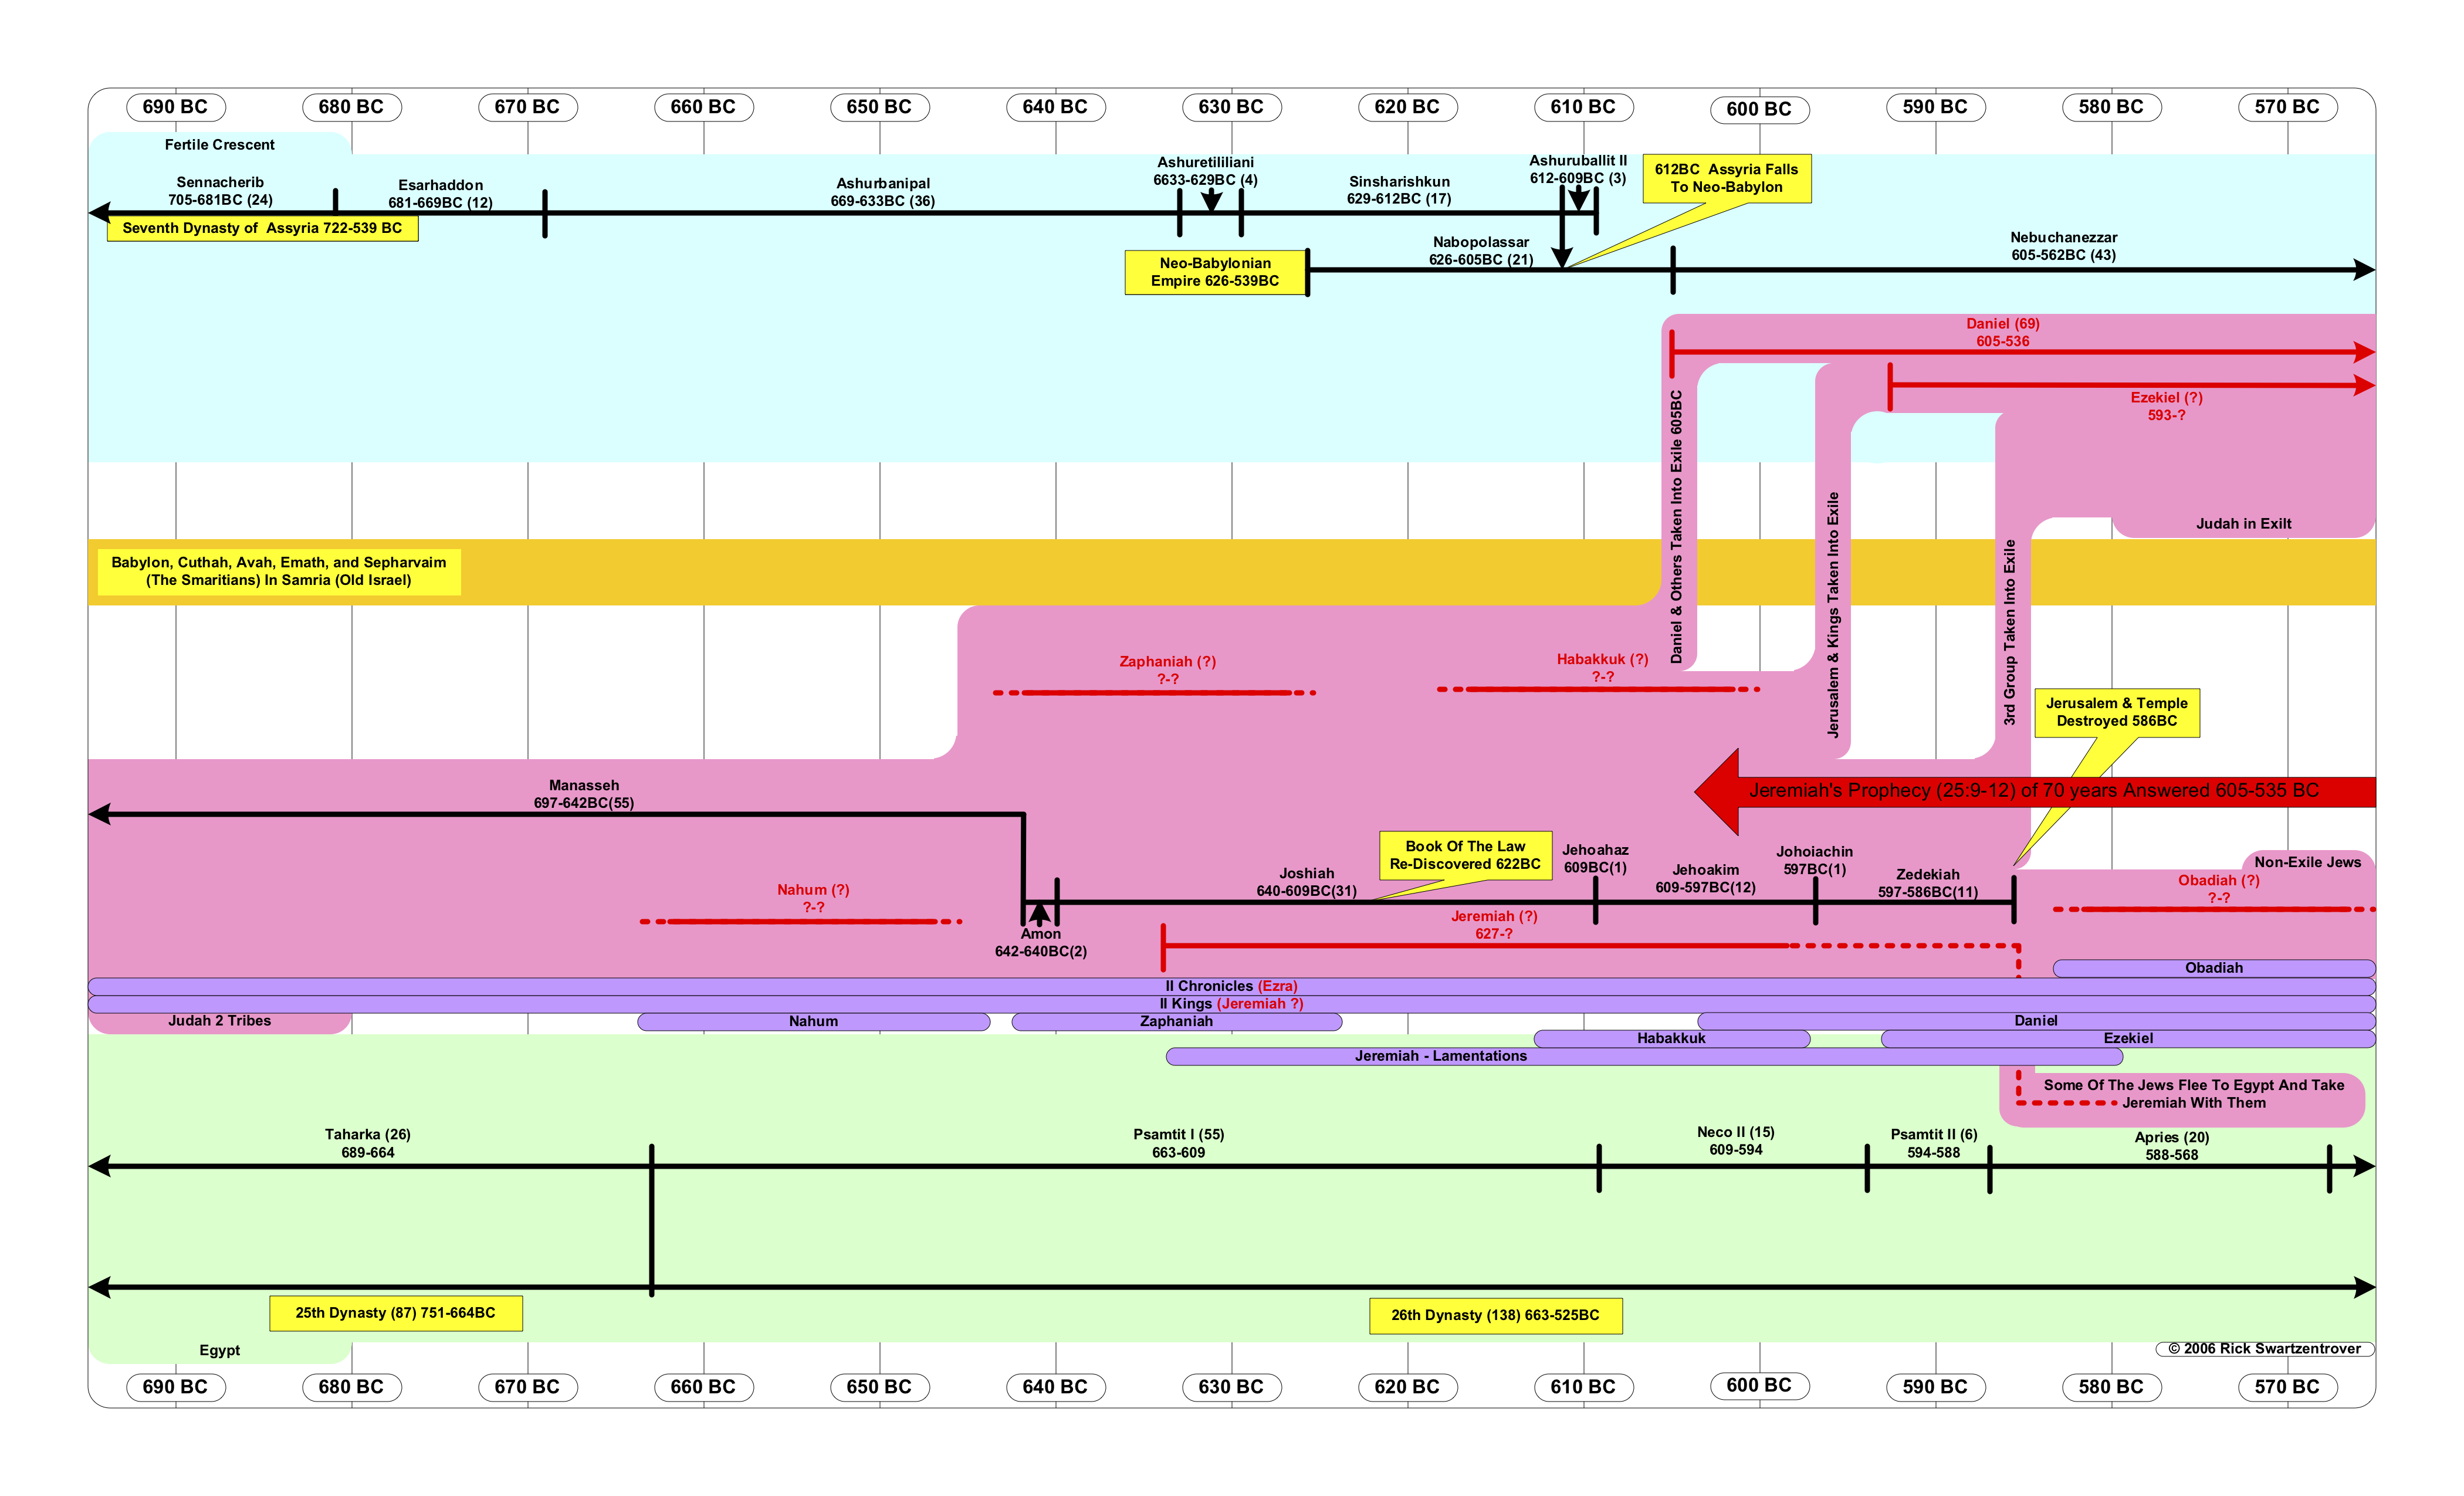 690 BC
680 BC
670 BC
660 BC
650 BC
640 BC
630 BC
620 BC
610 BC
600 BC
590 BC
580 BC
570 BC
Fertile Crescent
Sennacherib
705-681BC (24)
Esarhaddon
681-669BC (12)
Ashurbanipal
669-633BC (36)
Ashuretililiani
6633-629BC (4)
Sinsharishkun
629-612BC (17)
Ashuruballit II
612-609BC (3)
612BC Assyria Falls
To Neo-Babylon
Seventh Dynasty of Assyria 722-539 BC
Neo-Babylonian
Empire 626-539BC
Nabopolassar
626-605BC (21)
Nebuchanezzar
605-562BC (43)
Daniel (69)
605-536
Ezekiel (?)
593-?
Daniel & Others Taken Into Exile 605BC
Jerusalem & Kings Taken Into Exile
3rd Group Taken Into Exile
Judah in Exilt
Babylon, Cuthah, Avah, Emath, and Sepharvaim
(The Smaritians) In Samria (Old Israel)
Zaphaniah (?)
?-?
Habakkuk (?)
?-?
Jerusalem & Temple
Destroyed 586BC
Manasseh
697-642BC(55)
Jeremiah's Prophecy (25:9-12) of 70 years Answered 605-535 BC
Book Of The Law
Re-Discovered 622BC
Jehoahaz
609BC(1)
Johoiachin
597BC(1)
Joshiah
640-609BC(31)
Jehoakim
609-597BC(12)
Zedekiah
597-586BC(11)
Non-Exile Jews
Nahum (?)
?-?
Obadiah (?)
?-?
Amon
642-640BC(2)
Jeremiah (?)
627-?
Obadiah
II Chronicles (Ezra)
II Kings (Jeremiah ?)
Judah 2 Tribes
Nahum
Zaphaniah
Daniel
Habakkuk
Ezekiel
Jeremiah - Lamentations
Some Of The Jews Flee To Egypt And Take
Jeremiah With Them
Taharka (26)
689-664
Psamtit I (55)
663-609
Neco II (15)
609-594
Psamtit II (6)
594-588
Apries (20)
588-568
25th Dynasty (87) 751-664BC
26th Dynasty (138) 663-525BC
Egypt
© 2006 Rick Swartzentrover
690 BC
680 BC
670 BC
660 BC
650 BC
640 BC
630 BC
620 BC
610 BC
600 BC
590 BC
580 BC
570 BC